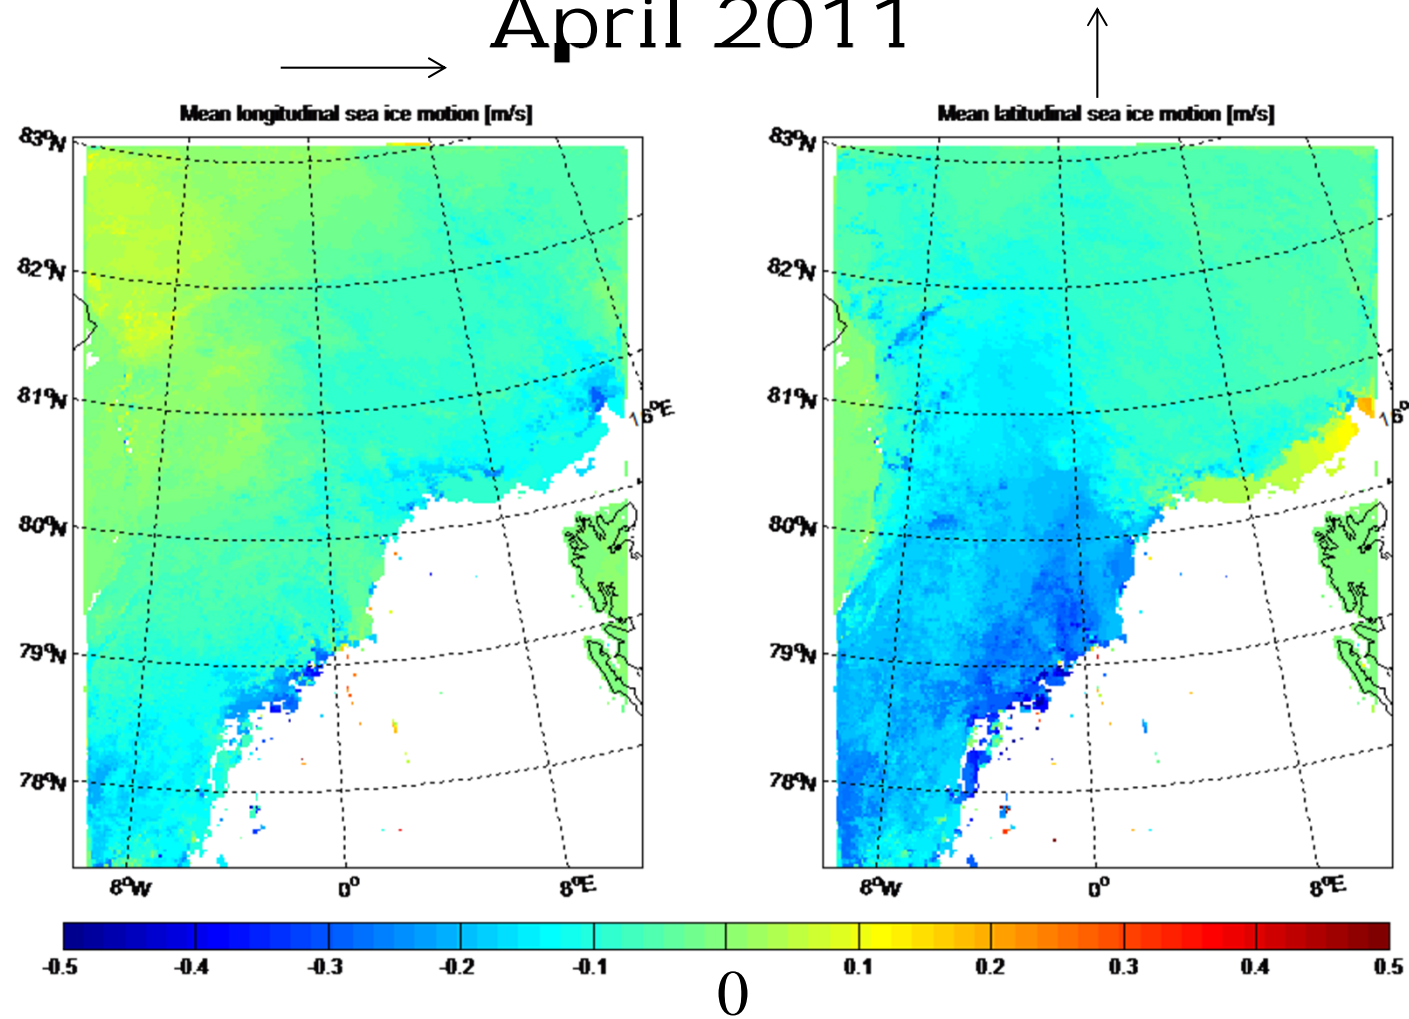 April 2011
Mean longitudinal sea ice motion [m/s]
Mean latitudinal sea ice motion [m/s]
83°N
82°N
81°N
80°N
79°N
78°N
16°E
8°W
0°
8°E
83°N
82°N
81°N
80°N
79°N
78°N
16°
8°W
0°
8°E
-0.5 -0.4 -0.3 -0.2 -0.1 0.1 0.2 0.3 0.4 0.5
0